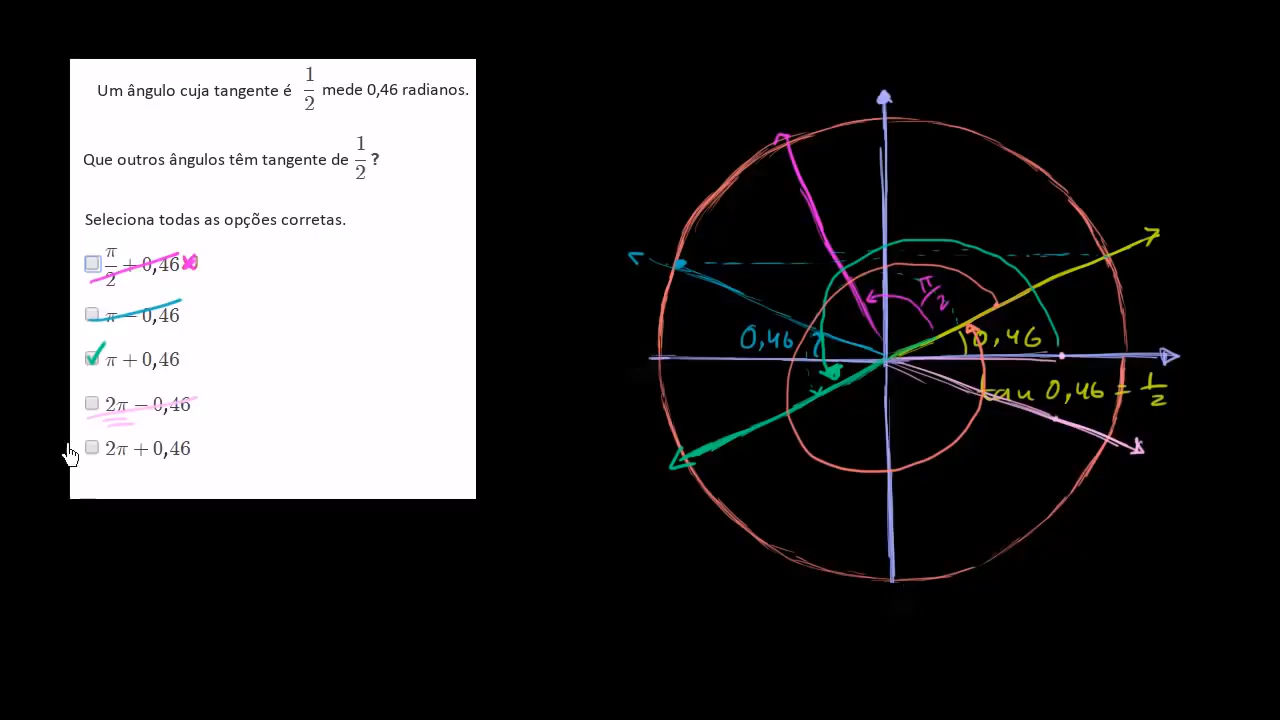 Um ângulo cuja tangente é 1/2 mede 0,46 radianos.
Que outros ângulos têm tangente de 1/2 ?
Seleciona todas as opções corretas.
π/2 + 0,46
π − 0,46
π + 0,46
2π − 0,46
2π + 0,46
π/2
0,46
0,46
tan 0,46 = 1/2